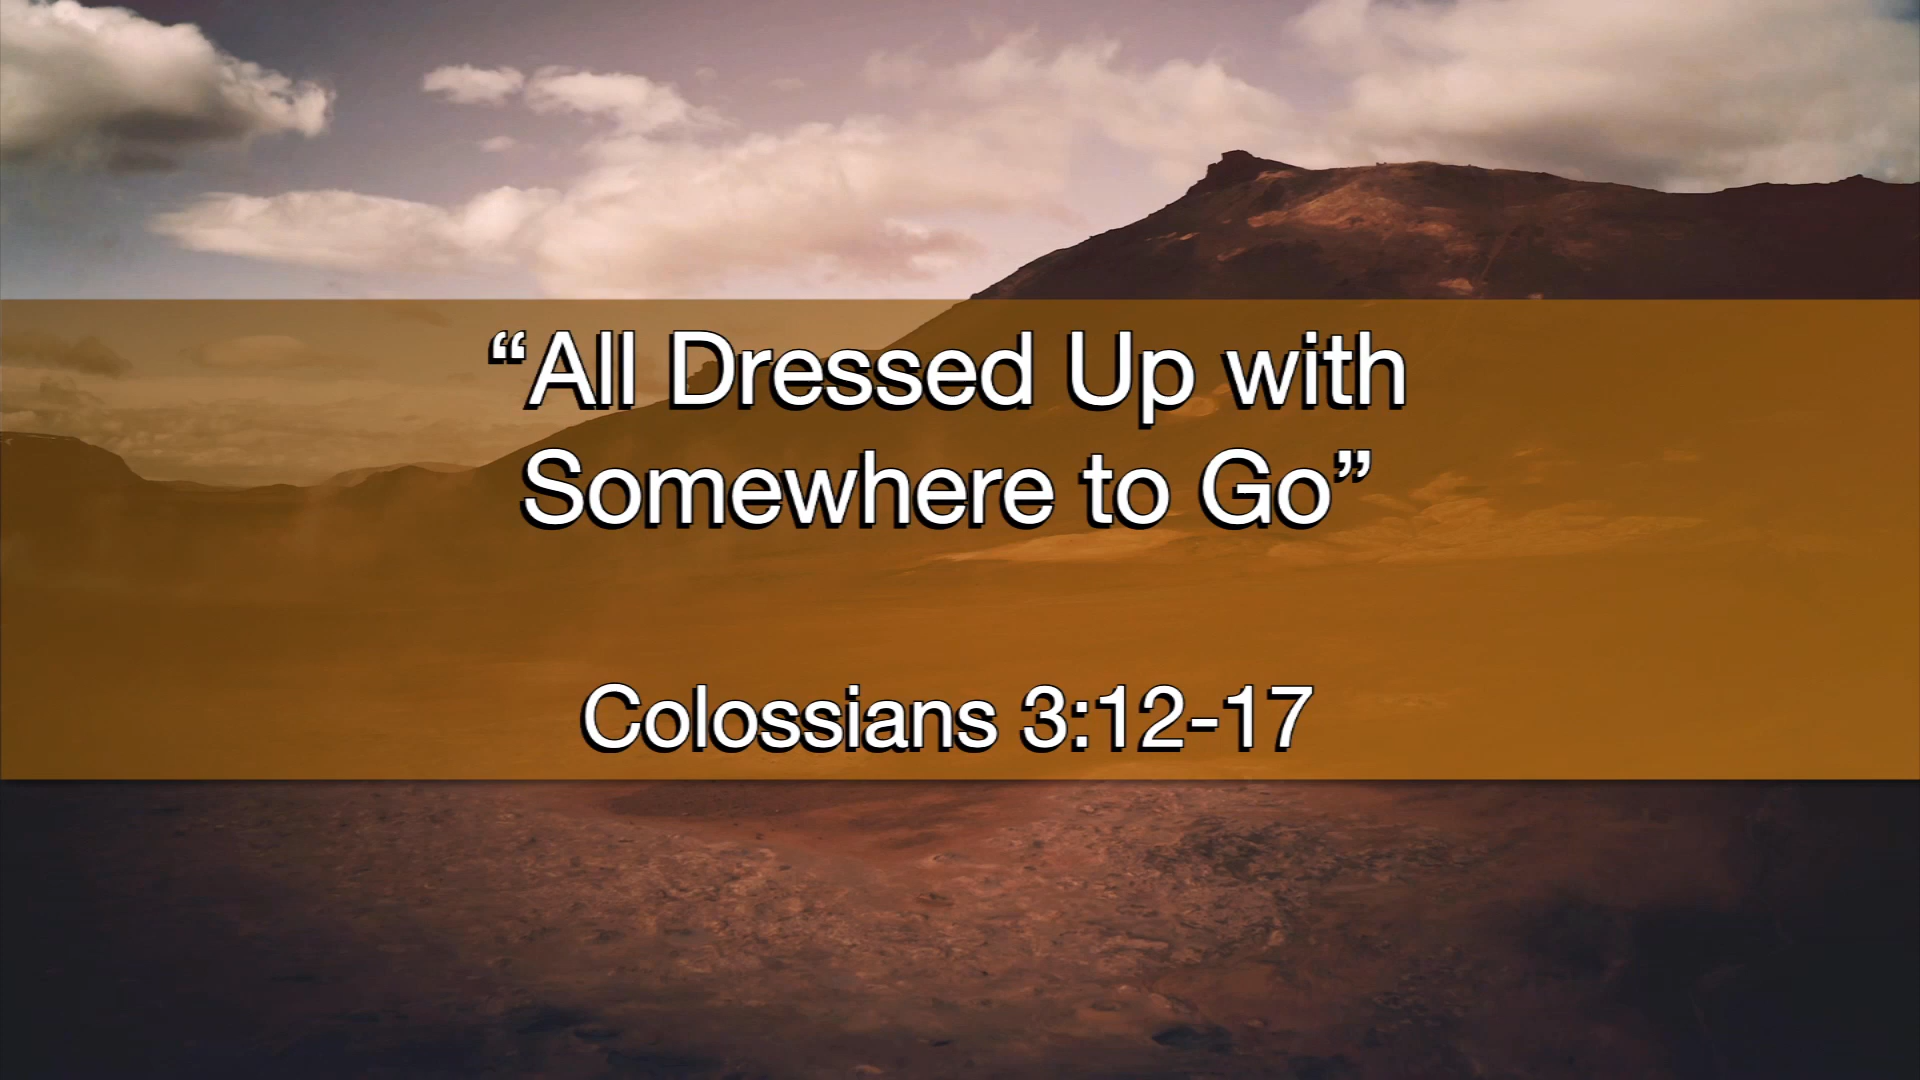 “All Dressed Up with
Somewhere to Go”
Colossians 3:12-17